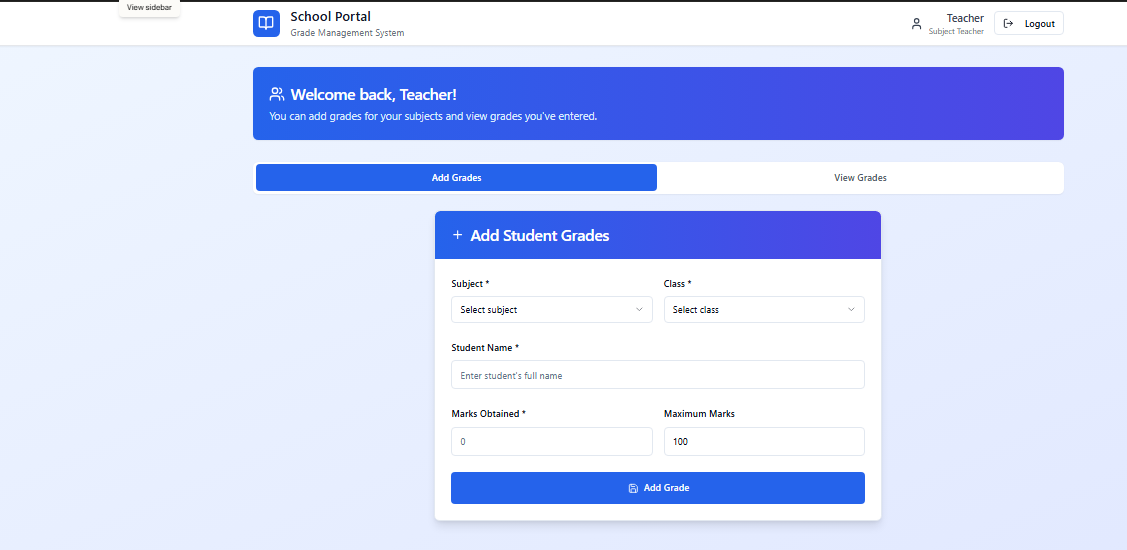 View sidebar
School Portal
Grade Management System
Teacher
Subject Teacher
Logout
Welcome back, Teacher!
You can add grades for your subjects and view grades you've entered.
Add Grades
View Grades
+ Add Student Grades
Subject *
Class *
Select subject
Select class
Student Name *
Enter student's full name
Marks Obtained *
Maximum Marks
0
100
Add Grade